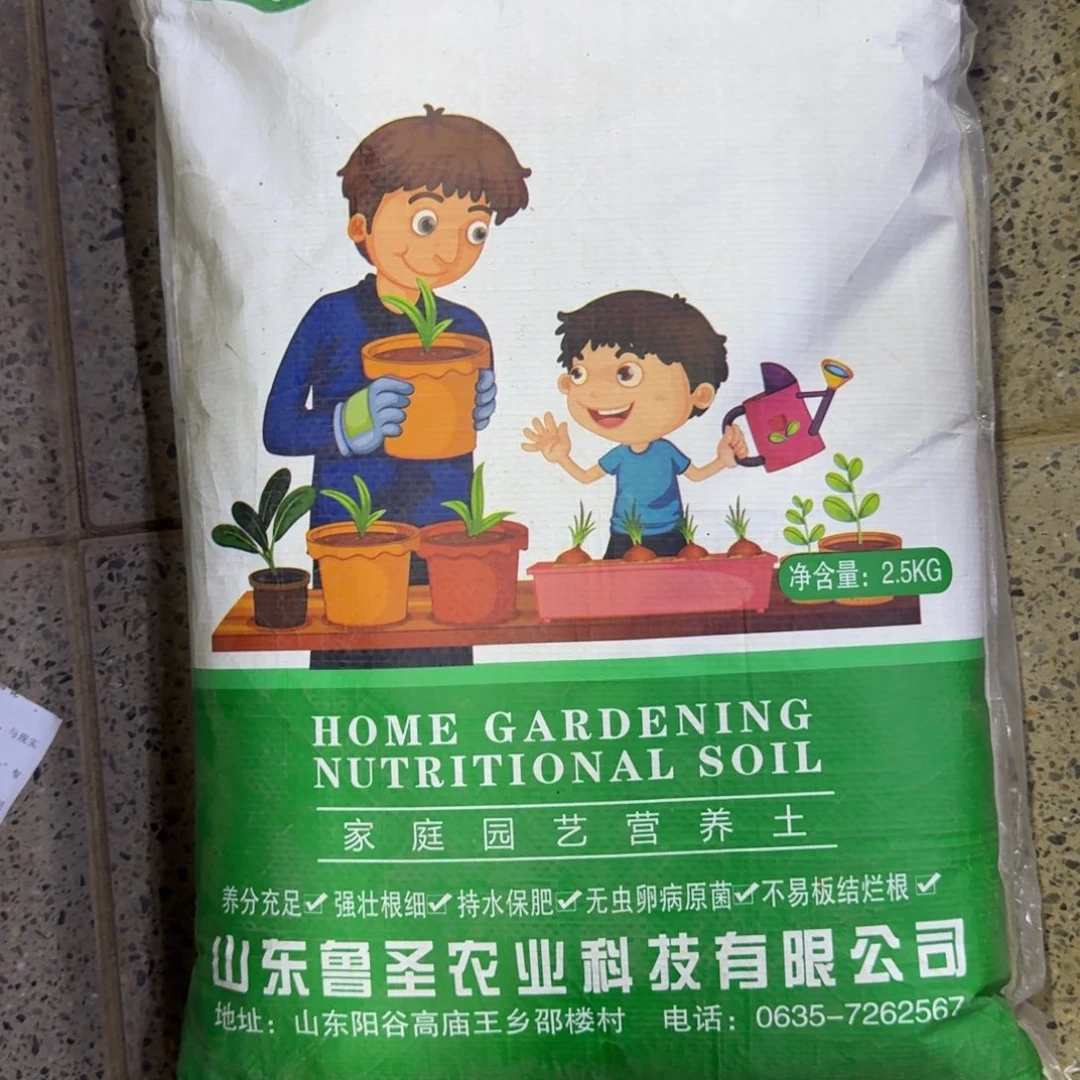 净含量：2.5KG
HOME GARDENING
NUTRITIONAL SOIL
家庭园艺营养土
养分充足✓ 强壮根细✓ 持水保肥✓ 无虫卵病原菌✓ 不易板结烂根✓
山东鲁圣农业科技有限公司
地址：山东阳谷高庙王乡邵楼村 电话：0635-7262567
与现实